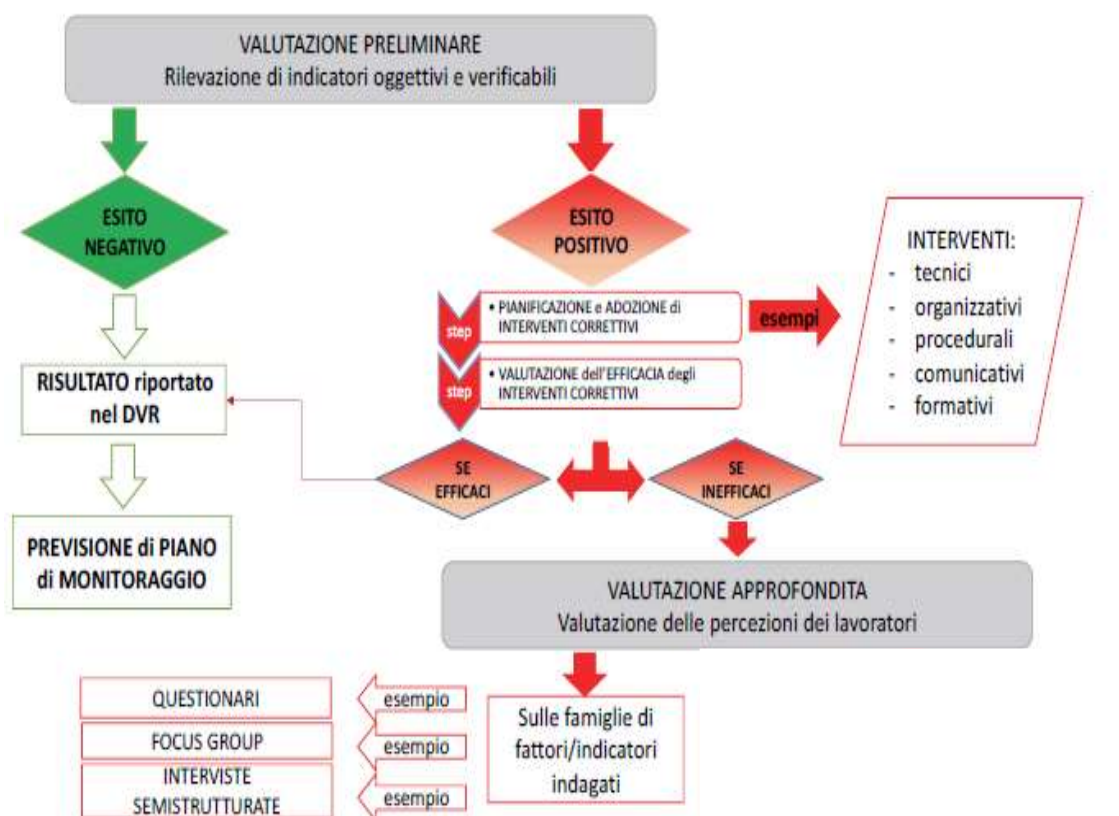 VALUTAZIONE PRELIMINARE
Rilevazione di indicatori oggettivi e verificabili
ESITO
NEGATIVO
ESITO
POSITIVO
INTERVENTI:
- tecnici
- organizzativi
- procedurali
- comunicativi
- formativi
step
• PIANIFICAZIONE e ADOZIONE di
INTERVENTI CORRETTIVI
esempi
step
• VALUTAZIONE dell'EFFICACIA degli
INTERVENTI CORRETTIVI
RISULTATO riportato
nel DVR
SE
EFFICACI
SE
INEFFICACI
PREVISIONE di PIANO
di MONITORAGGIO
VALUTAZIONE APPROFONDITA
Valutazione delle percezioni dei lavoratori
Sulle famiglie di
fattori/indicatori
indagati
esempio
QUESTIONARI
esempio
FOCUS GROUP
esempio
INTERVISTE
SEMISTRUTTURATE